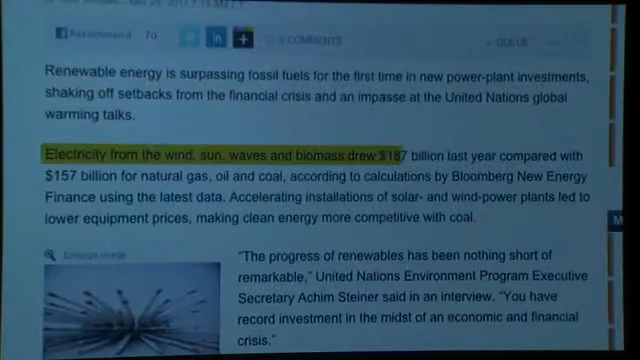 Recommend 70 in + 8 COMMENTS QUEUE
Renewable energy is surpassing fossil fuels for the first time in new power-plant investments,
shaking off setbacks from the financial crisis and an impasse at the United Nations global
warming talks.
Electricity from the wind, sun, waves and biomass drew $187 billion last year compared with
$157 billion for natural gas, oil and coal, according to calculations by Bloomberg New Energy
Finance using the latest data. Accelerating installations of solar- and wind-power plants led to
lower equipment prices, making clean energy more competitive with coal.
Enlarge image
"The progress of renewables has been nothing short of
remarkable," United Nations Environment Program Executive
Secretary Achim Steiner said in an interview. "You have
record investment in the midst of an economic and financial
crisis."
M